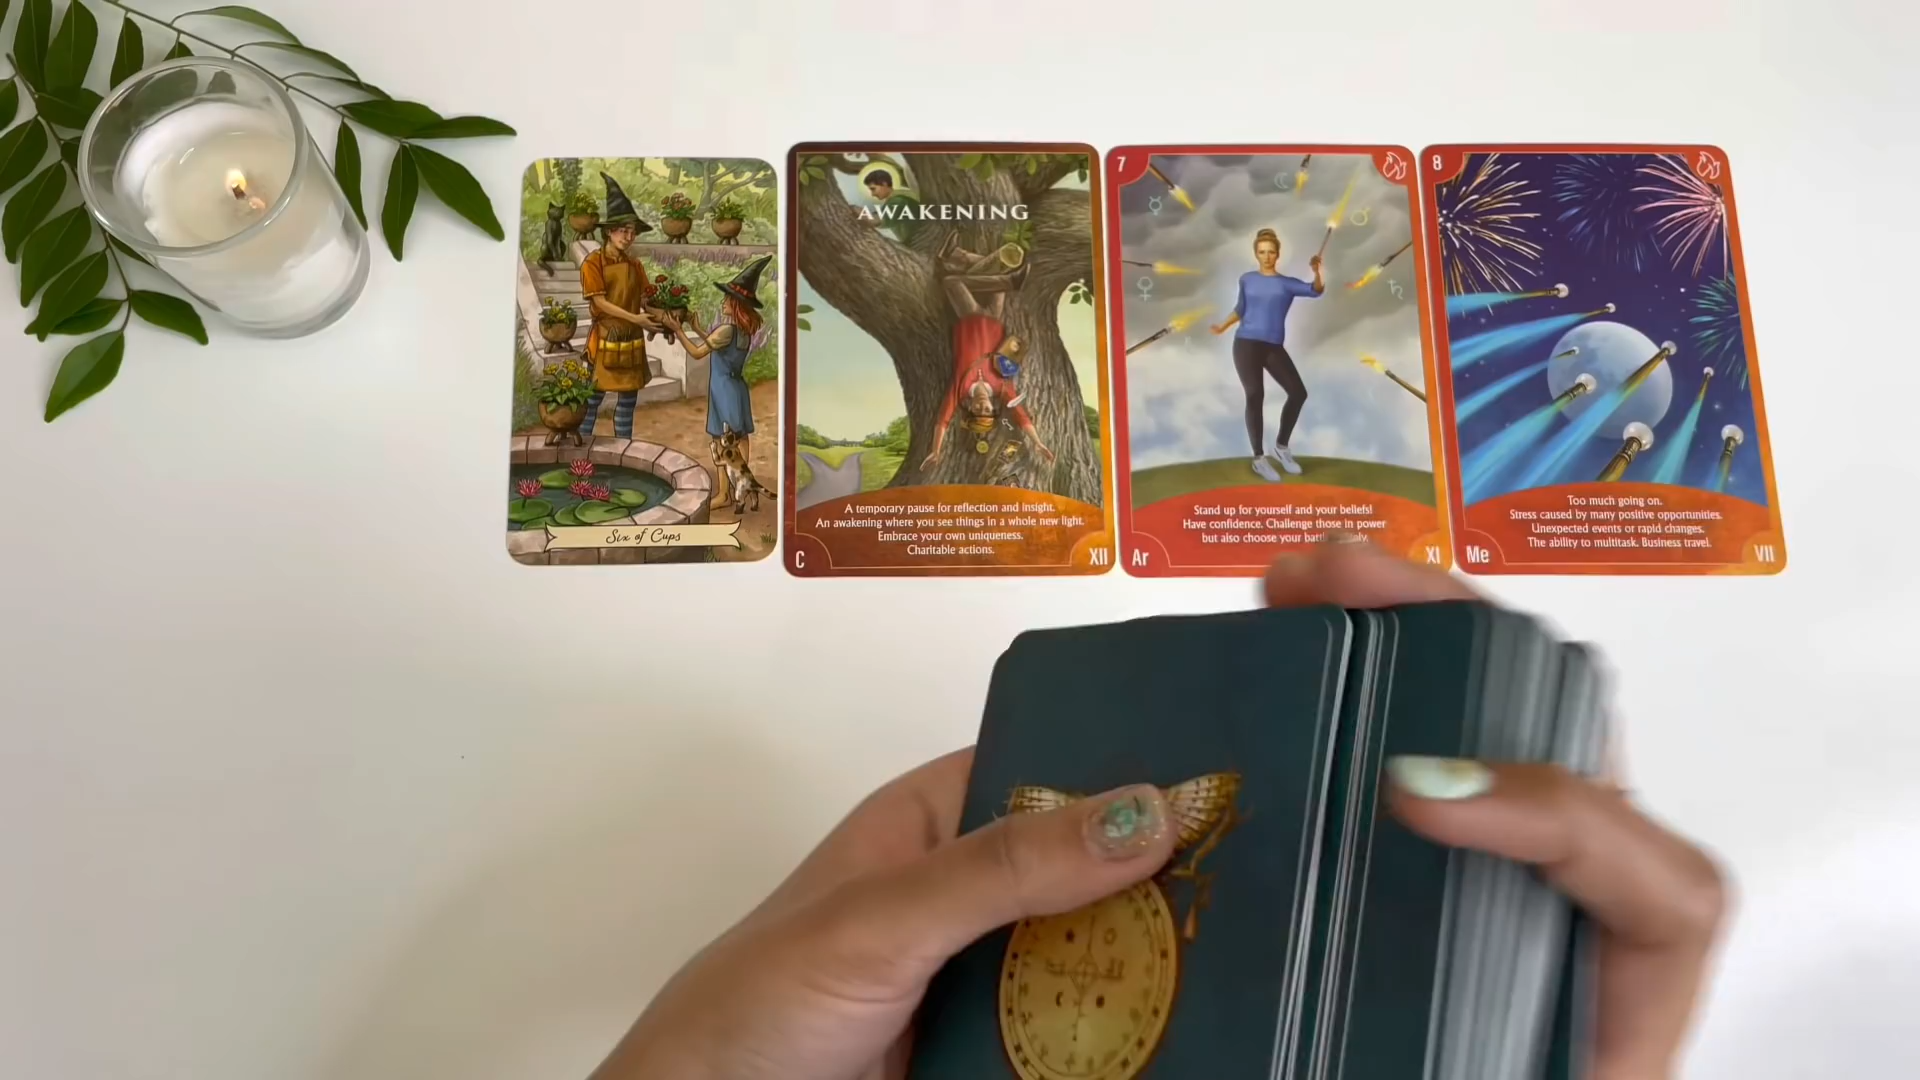 Six of Cups
AWAKENING
A temporary pause for reflection and insight.
An awakening where you see things in a whole new light.
Embrace your own uniqueness.
Charitable actions.
C
XII
7
Stand up for yourself and your beliefs!
Have confidence. Challenge those in power
but also choose your
Ar
XI
8
Too much going on.
Stress caused by many positive opportunities.
Unexpected events or rapid changes.
The ability to multitask. Business travel.
Me
VII